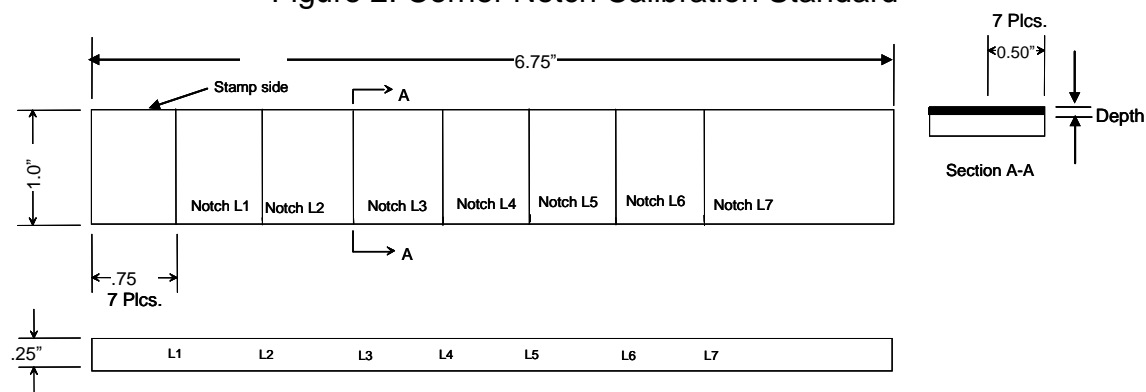 Figure 2. Corner Notch Calibration Standard
7 Plcs.
0.50”
6.75”
Stamp side
A
Depth
1.0”
Section A-A
Notch L1 Notch L2 Notch L3 Notch L4 Notch L5 Notch L6 Notch L7
A
.75
7 Plcs.
.25”
L1 L2 L3 L4 L5 L6 L7